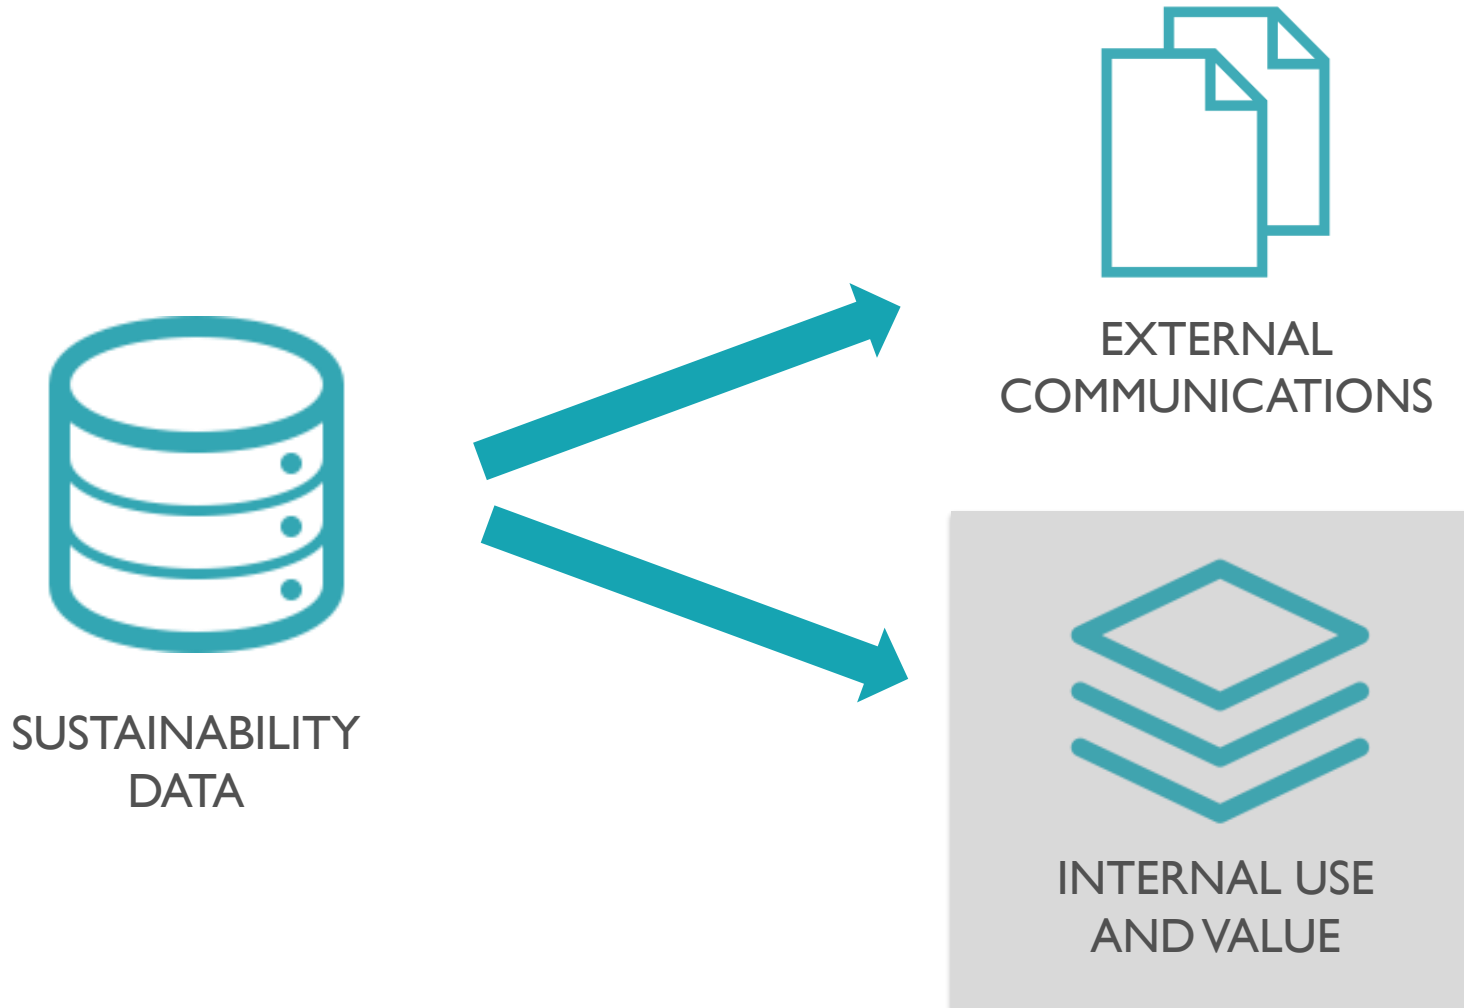 SUSTAINABILITY
DATA
EXTERNAL
COMMUNICATIONS
INTERNAL USE
AND VALUE